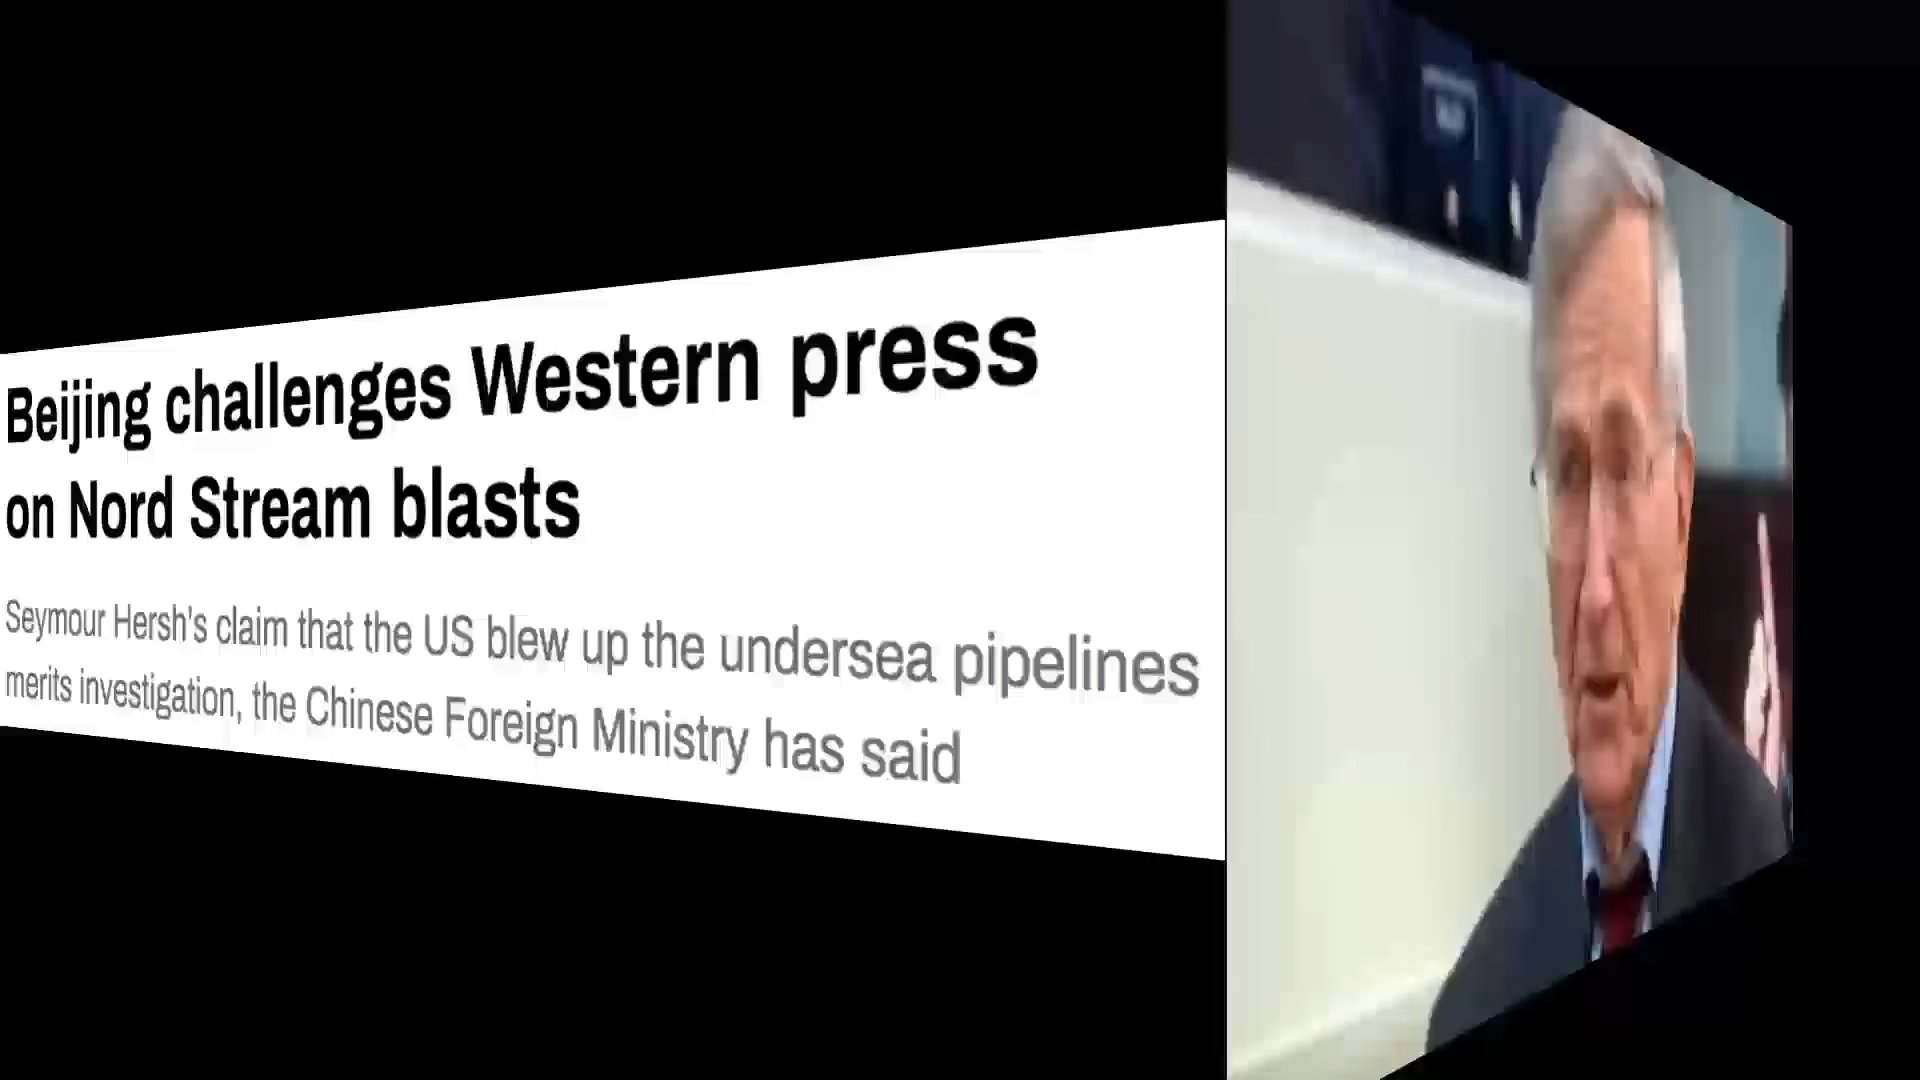 Beijing challenges Western press
on Nord Stream blasts
Seymour Hersh's claim that the US blew up the undersea pipelines
merits investigation, the Chinese Foreign Ministry has said